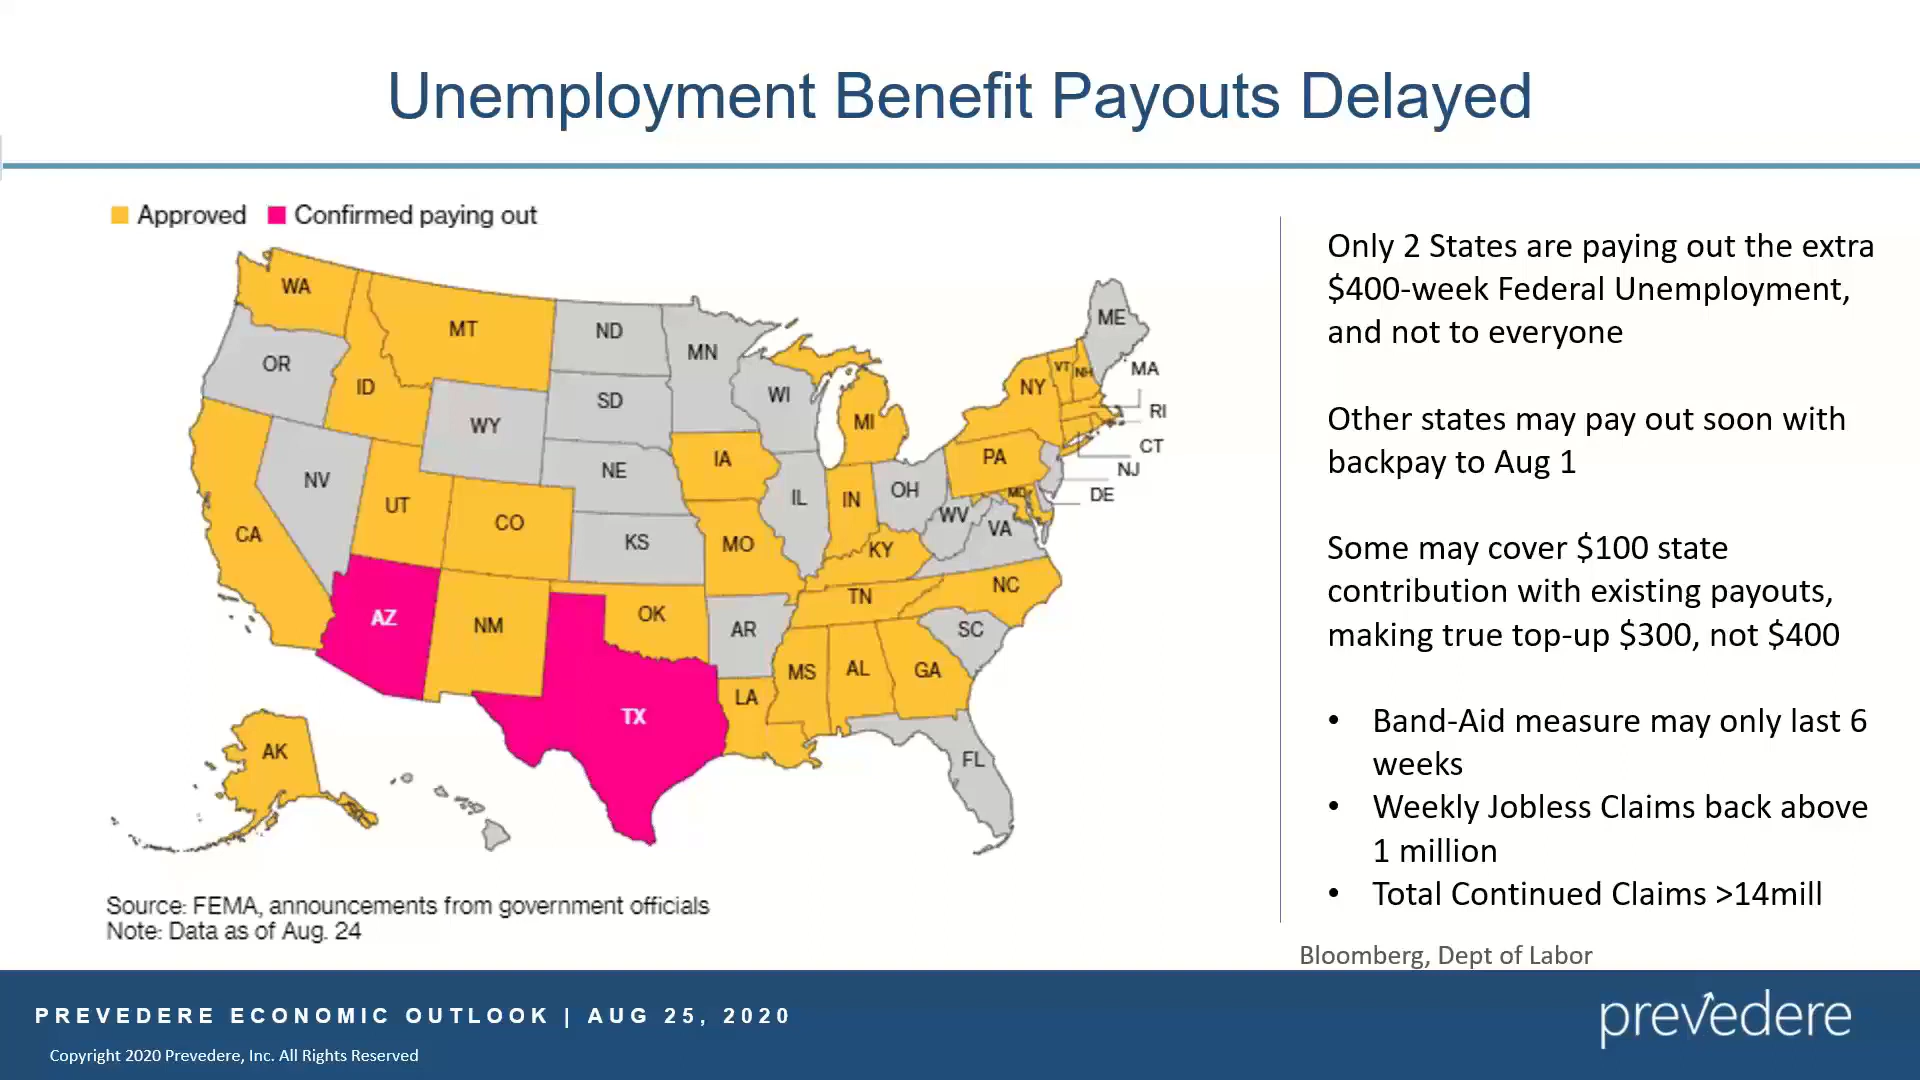 Unemployment Benefit Payouts Delayed
Approved
Confirmed paying out
WA
MT
ND
MN
ME
OR
ID
WY
SD
WI
MI
NY
VT
NH
MA
RI
CT
NJ
DE
NV
UT
CO
NE
IA
IL
IN
OH
PA
MD
WV
VA
CA
KS
MO
KY
NC
TN
AZ
NM
OK
AR
SC
MS
AL
GA
LA
TX
FL
AK
Source: FEMA, announcements from government officials
Note: Data as of Aug. 24
Only 2 States are paying out the extra
$400-week Federal Unemployment,
and not to everyone
Other states may pay out soon with
backpay to Aug 1
Some may cover $100 state
contribution with existing payouts,
making true top-up $300, not $400
• Band-Aid measure may only last 6
weeks
• Weekly Jobless Claims back above
1 million
• Total Continued Claims >14mill
Bloomberg, Dept of Labor
PREVEDERE ECONOMIC OUTLOOK | AUG 25, 2020
Copyright 2020 Prevedere, Inc. All Rights Reserved
prevedere